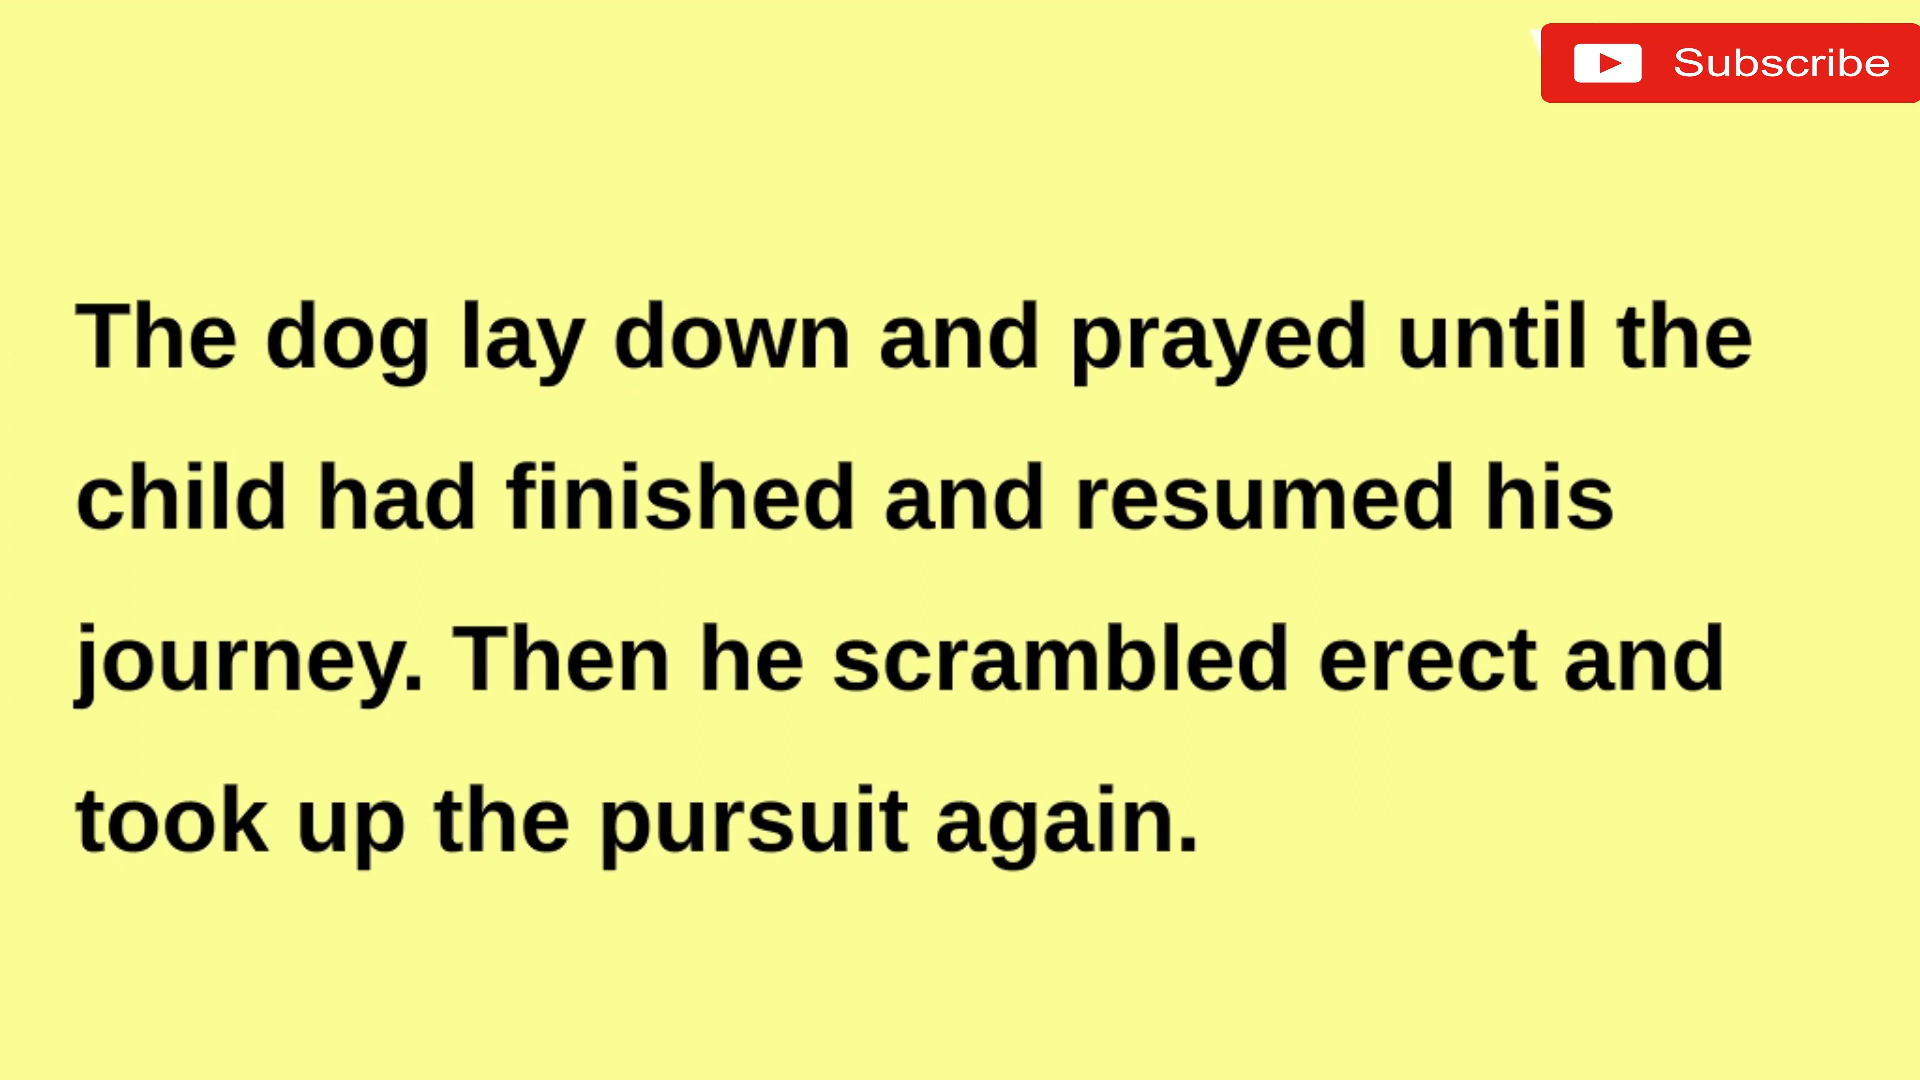 Subscribe
The dog lay down and prayed until the
child had finished and resumed his
journey. Then he scrambled erect and
took up the pursuit again.